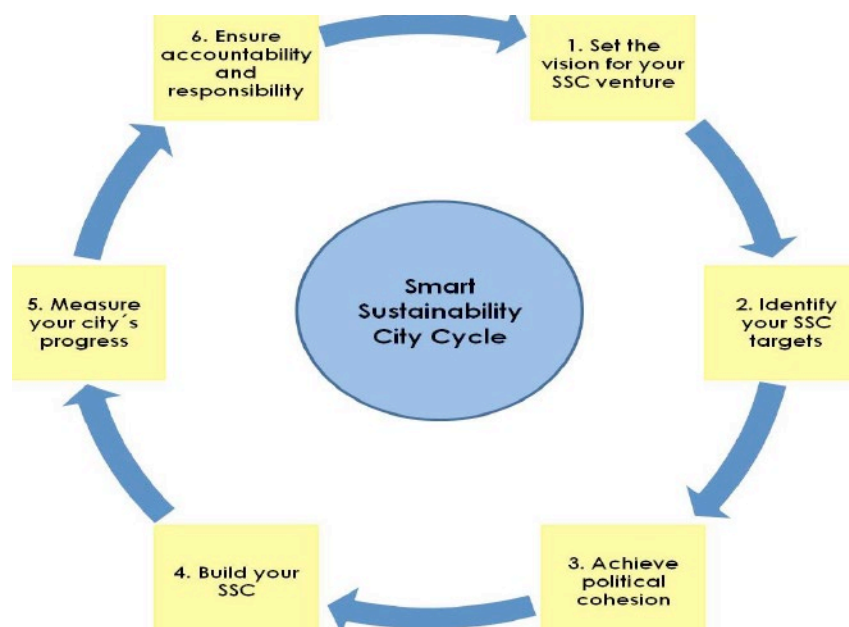 1. Set the
vision for your
SSC venture
2. Identify
your SSC
targets
3. Achieve
political
cohesion
4. Build your
SSC
5. Measure
your city´s
progress
6. Ensure
accountability
and
responsibility
Smart
Sustainability
City Cycle